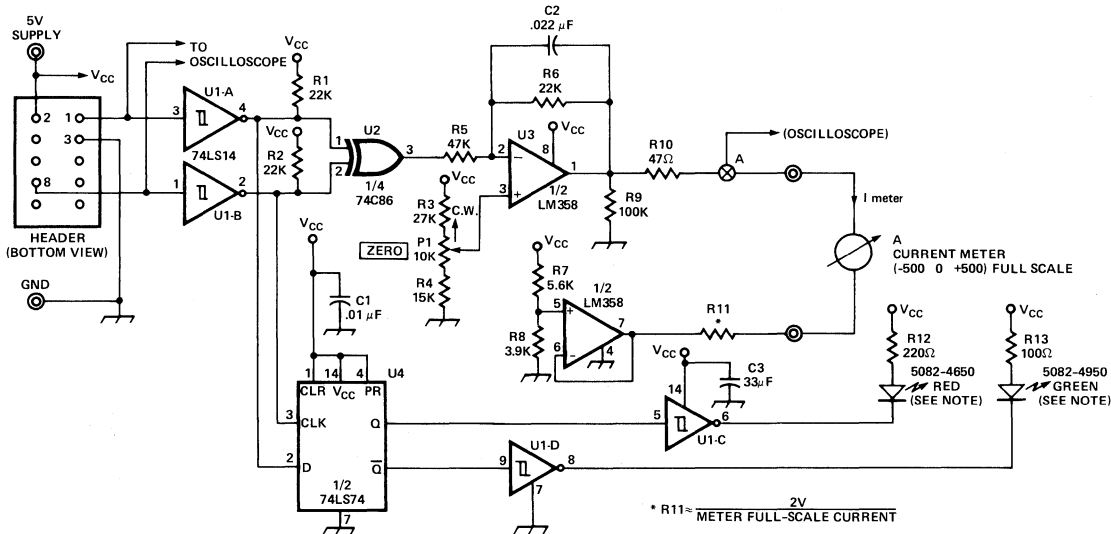 5V
SUPPLY
VCC
TO
OSCILLOSCOPE
2
1
3
8
HEADER
(BOTTOM VIEW)
GND
U1-A
3
4
74LS14
1
2
U1-B
VCC
R1
22K
VCC
R2
22K
U2
1
2
3
1/4
74C86
R5
47K
C2
.022 μF
R6
22K
U3
VCC
2
−
8
1
3
+
1/2
LM358
VCC
R3
27K
C.W.
ZERO
P1
10K
R4
15K
R9
100K
R10
47Ω
(OSCILLOSCOPE)
A
I meter
A
CURRENT METER
(-500 0 +500) FULL SCALE
VCC
R7
5.6K
1/2
LM358
5
+
7
6
−
4
R8
3.9K
R11
*
VCC
C1
.01 μF
1
14
4
U4
CLR
VCC
PR
3
CLK
Q
2
D
Q
1/2
74LS74
7
VCC
C3
33μF
14
5
6
U1-C
U1-D
9
8
7
VCC
R12
220Ω
5082-4650
RED
(SEE NOTE)
VCC
R13
100Ω
5082-4950
GREEN
(SEE NOTE)
* R11≈ 2V
METER FULL-SCALE CURRENT